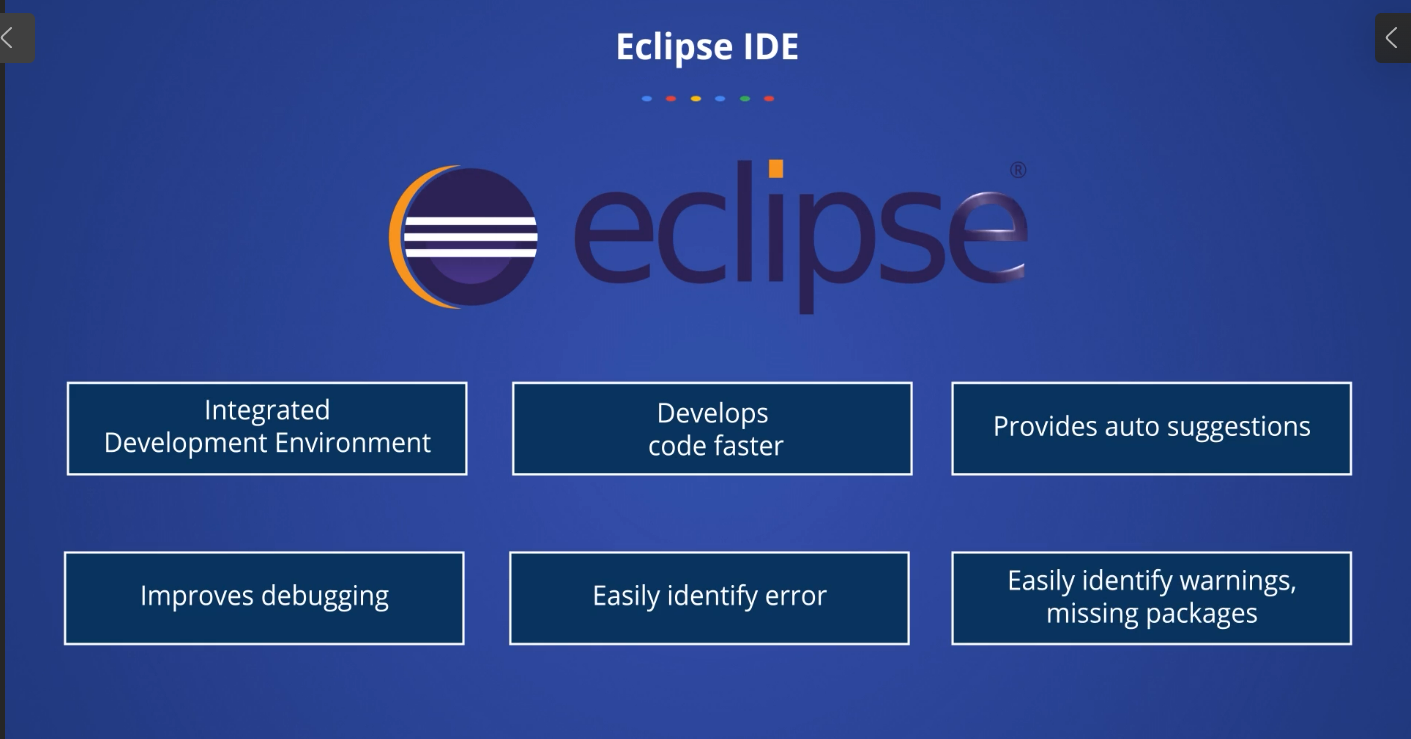 Eclipse IDE
eclipse®
Integrated
Development Environment
Develops
code faster
Provides auto suggestions
Improves debugging
Easily identify error
Easily identify warnings,
missing packages